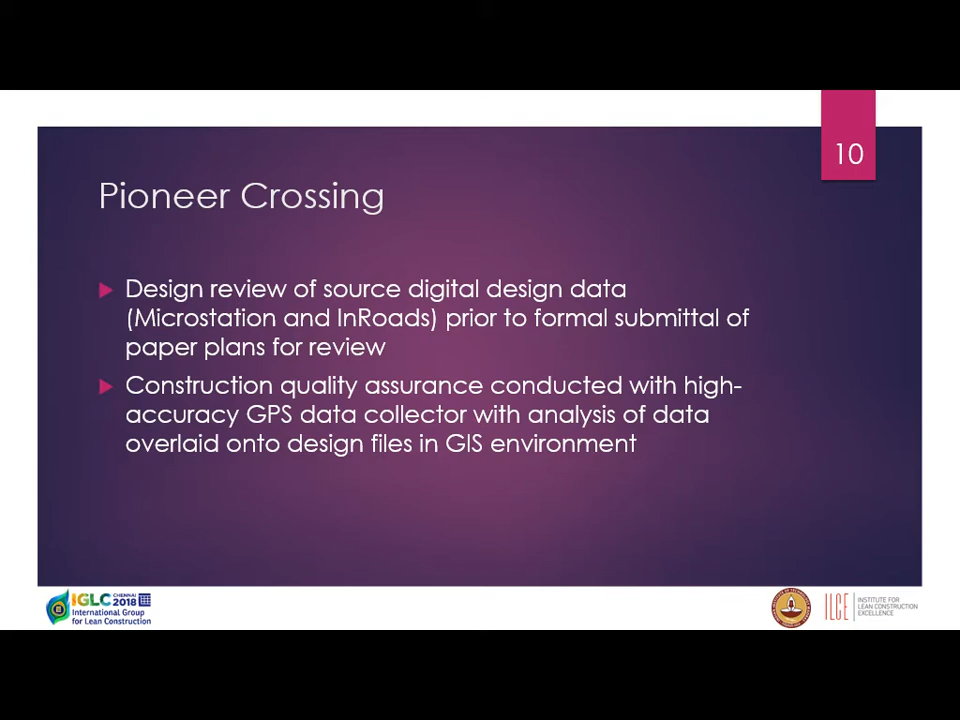 10
Pioneer Crossing
Design review of source digital design data
(Microstation and InRoads) prior to formal submittal of
paper plans for review
Construction quality assurance conducted with high-
accuracy GPS data collector with analysis of data
overlaid onto design files in GIS environment
IGLC CHENNAI 2018
International Group
for Lean Construction
ILCE
INSTITUTE FOR
LEAN CONSTRUCTION
EXCELLENCE